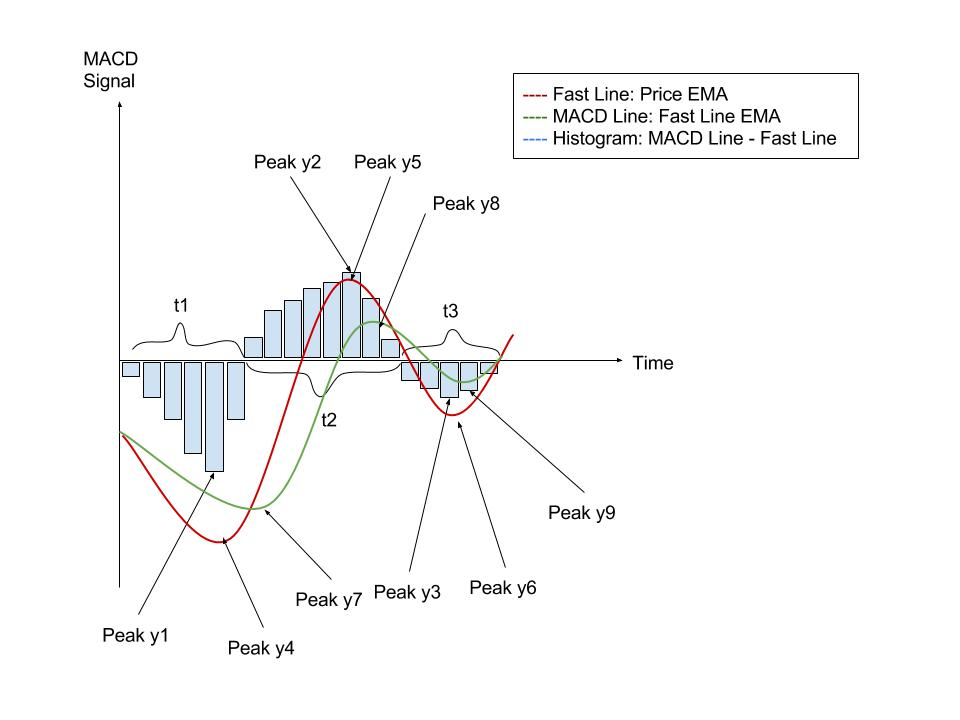 MACD
Signal
---- Fast Line: Price EMA
---- MACD Line: Fast Line EMA
---- Histogram: MACD Line - Fast Line
Peak y2
Peak y5
Peak y8
t1
t3
Time
t2
Peak y9
Peak y7
Peak y3
Peak y6
Peak y1
Peak y4